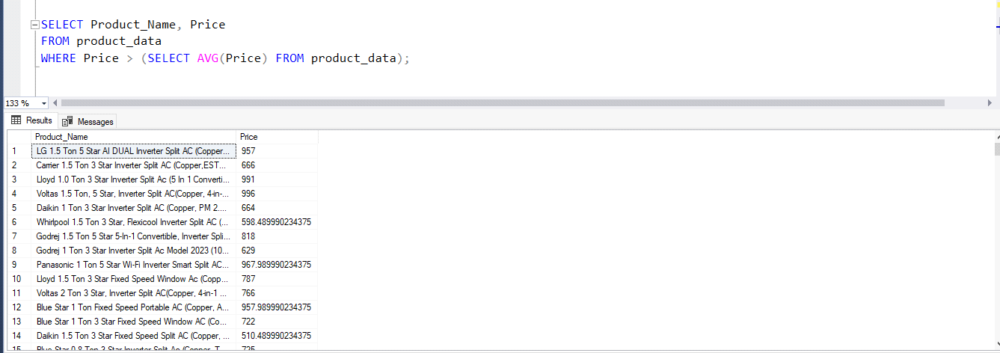 SELECT Product_Name, Price
FROM product_data
WHERE Price > (SELECT AVG(Price) FROM product_data);
133 %
Results Messages
Product_Name Price
1 LG 1.5 Ton 5 Star AI DUAL Inverter Split AC (Copper... 957
2 Carrier 1.5 Ton 3 Star Inverter Split AC (Copper,EST... 666
3 Lloyd 1.0 Ton 3 Star Inverter Split Ac (5 In 1 Converti... 991
4 Voltas 1.5 Ton, 5 Star, Inverter Split AC(Copper, 4-in-... 996
5 Daikin 1 Ton 3 Star Inverter Split AC (Copper, PM 2.... 664
6 Whirlpool 1.5 Ton 3 Star, Flexicool Inverter Split AC (... 598.489990234375
7 Godrej 1.5 Ton 5 Star 5-In-1 Convertible, Inverter Spli... 818
8 Godrej 1 Ton 3 Star Inverter Split Ac Model 2023 (10... 629
9 Panasonic 1 Ton 5 Star Wi-Fi Inverter Smart Split AC... 967.989990234375
10 Lloyd 1.5 Ton 3 Star Fixed Speed Window Ac (Copp... 787
11 Voltas 2 Ton 3 Star, Inverter Split AC(Copper, 4-in-1 ... 766
12 Blue Star 1 Ton Fixed Speed Portable AC (Copper, A... 957.989990234375
13 Blue Star 1 Ton 3 Star Fixed Speed Window AC (Co... 722
14 Daikin 1.5 Ton 3 Star Fixed Speed Split AC (Copper, ... 510.489990234375
15 Blue Star 0.8 Ton 3 Star Inverter Split Ac (Copper, T... 725